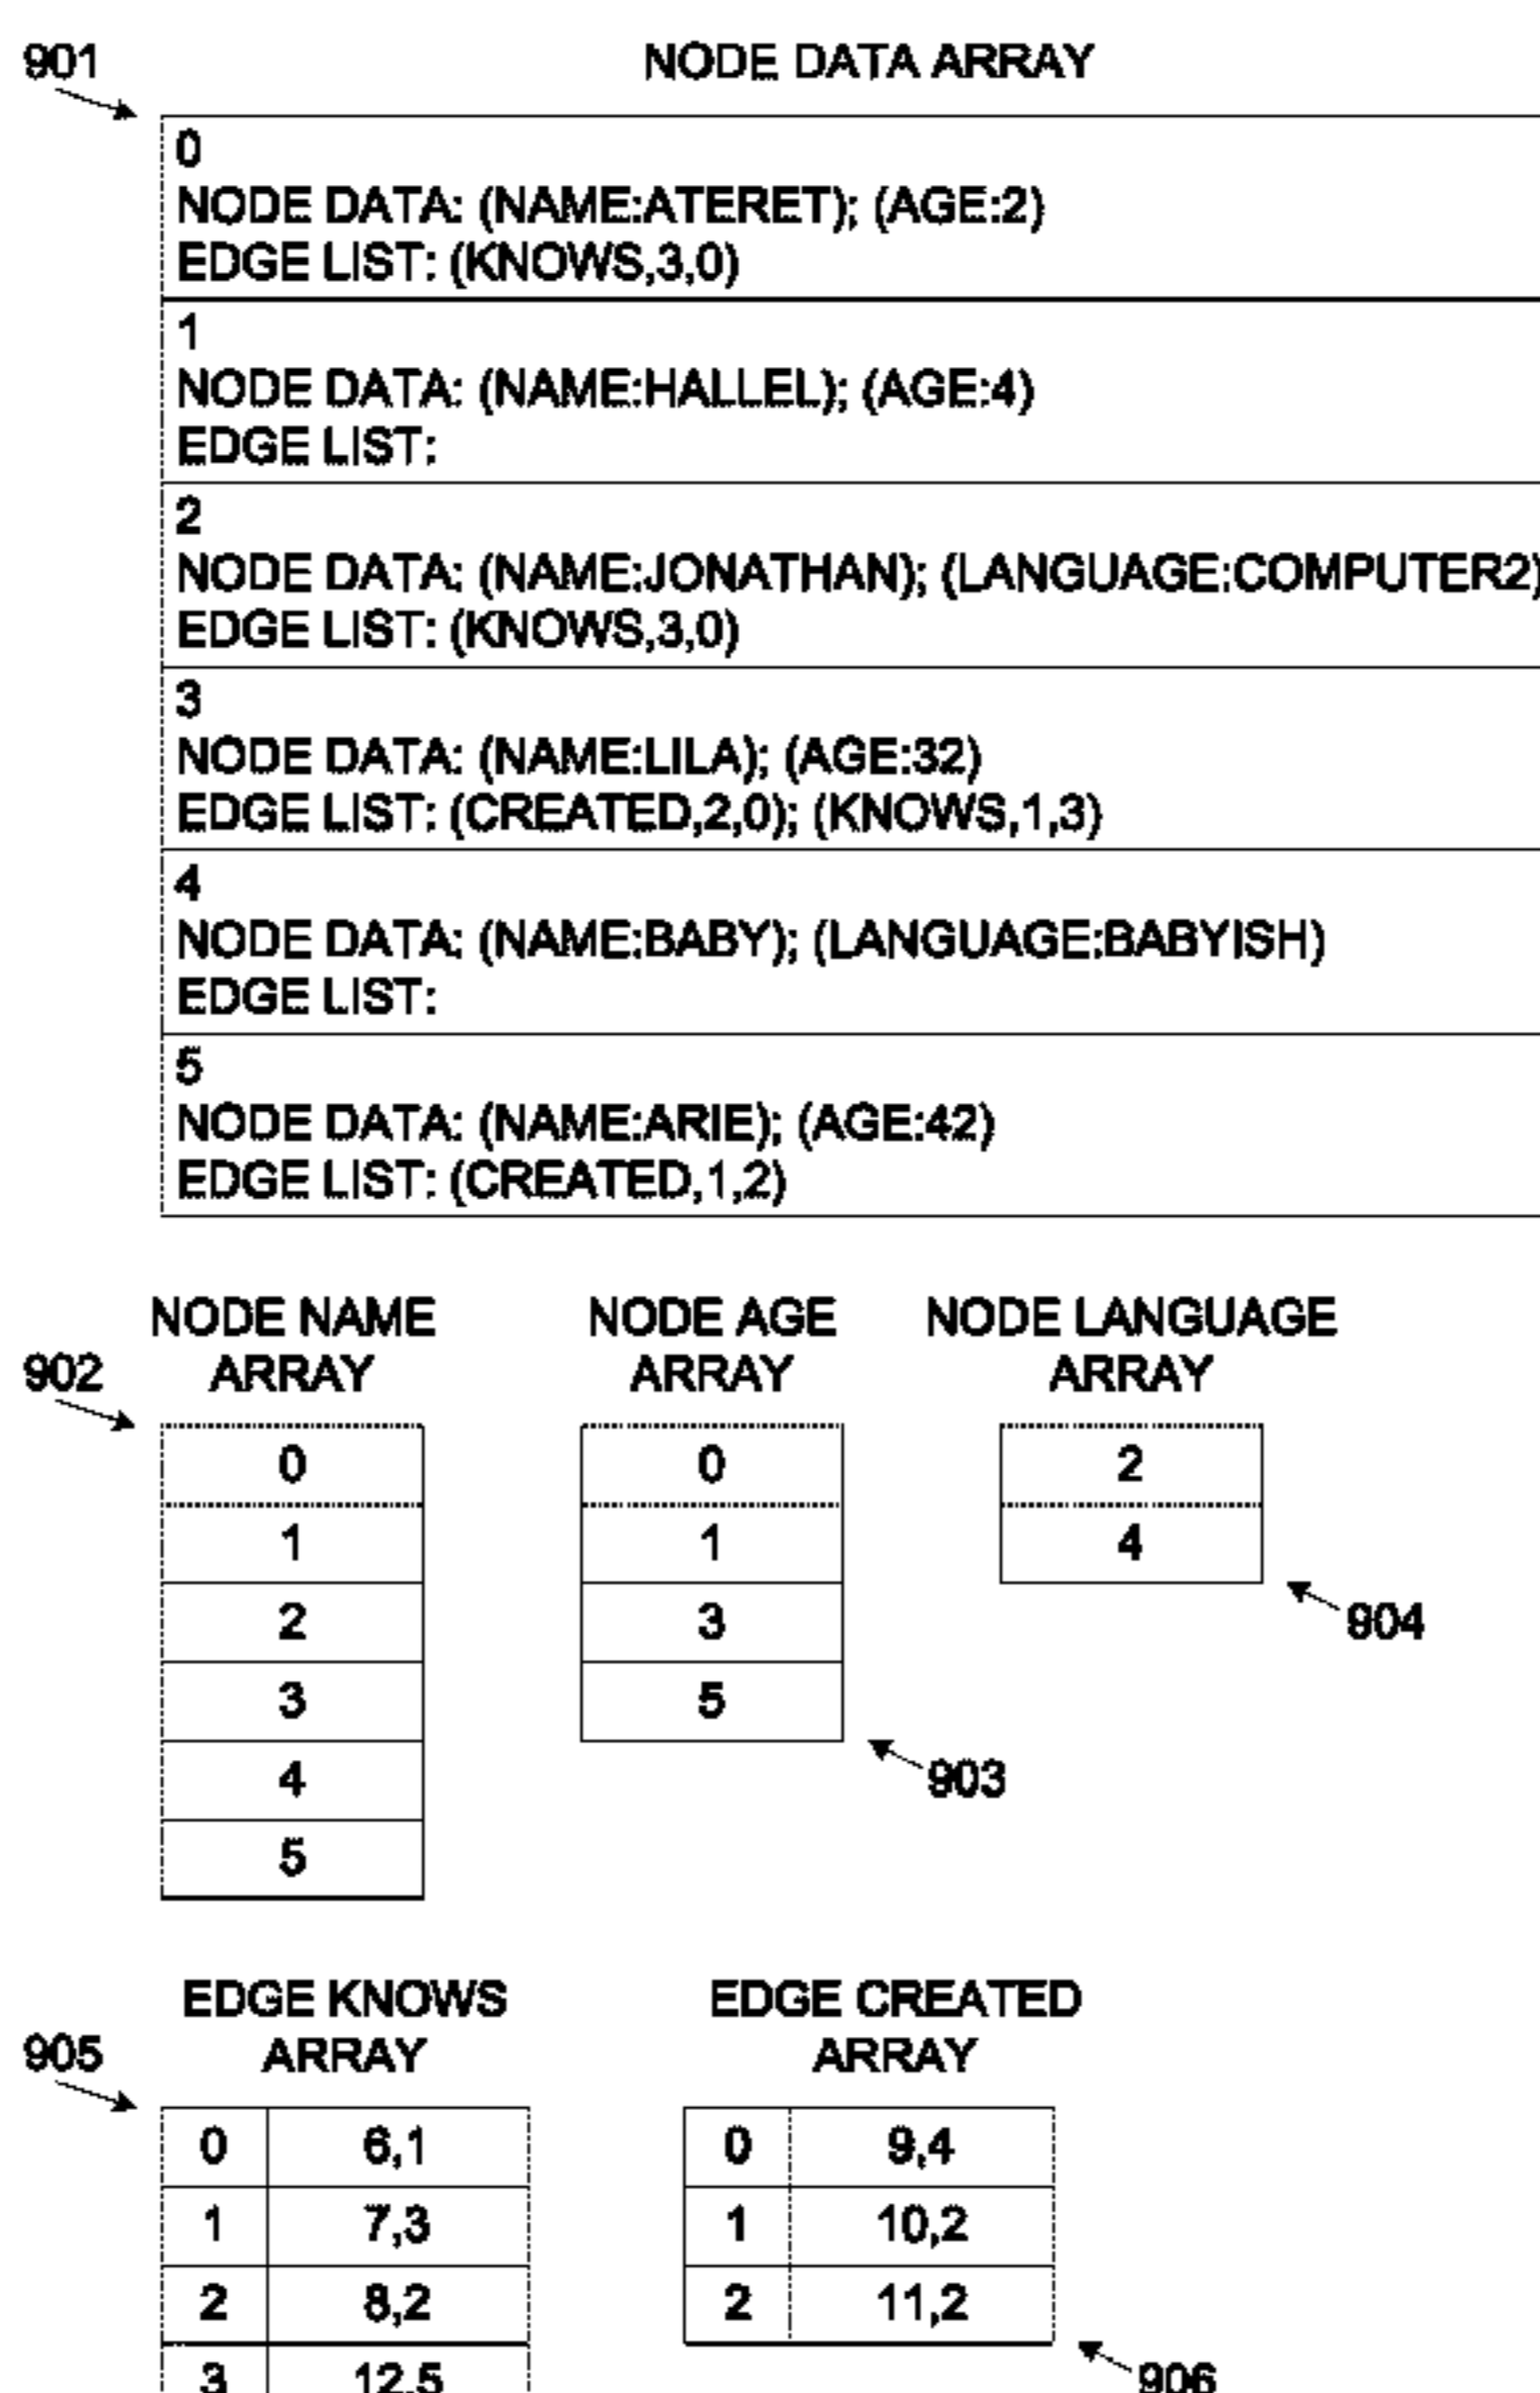 901
NODE DATA ARRAY
0
NODE DATA: (NAME:ATERET); (AGE:2)
EDGE LIST: (KNOWS,3,0)
1
NODE DATA: (NAME:HALLEL); (AGE:4)
EDGE LIST:
2
NODE DATA: (NAME:JONATHAN); (LANGUAGE:COMPUTER2)
EDGE LIST: (KNOWS,3,0)
3
NODE DATA: (NAME:LILA); (AGE:32)
EDGE LIST: (CREATED,2,0); (KNOWS,1,3)
4
NODE DATA: (NAME:BABY); (LANGUAGE:BABYISH)
EDGE LIST:
5
NODE DATA: (NAME:ARIE); (AGE:42)
EDGE LIST: (CREATED,1,2)
NODE NAME
ARRAY
902
0
1
2
3
4
5
NODE AGE
ARRAY
0
1
3
5
903
NODE LANGUAGE
ARRAY
2
4
904
EDGE KNOWS
ARRAY
905
0 6,1
1 7,3
2 8,2
3 12,5
EDGE CREATED
ARRAY
0 9,4
1 10,2
2 11,2
906